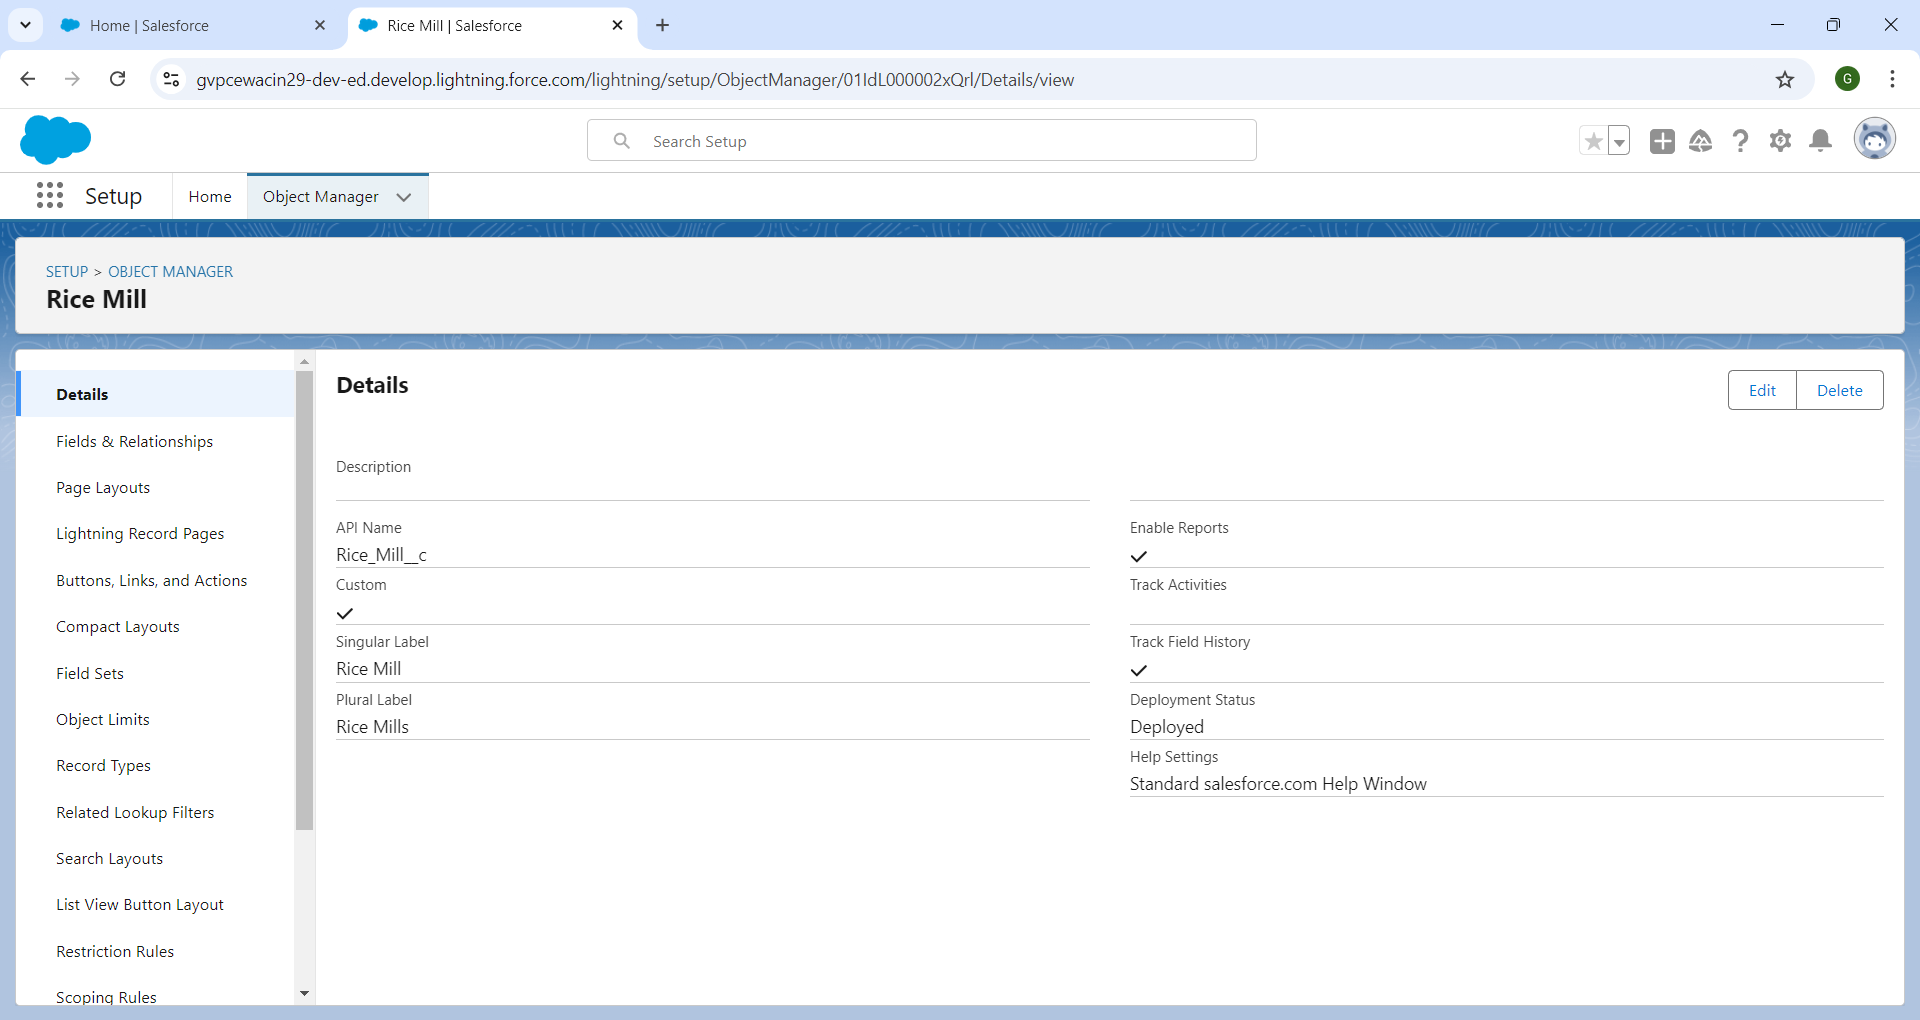 Home | Salesforce
Rice Mill | Salesforce
gvpcewacin29-dev-ed.develop.lightning.force.com/lightning/setup/ObjectManager/01IdL000002xQrl/Details/view
G
Search Setup
Setup
Home
Object Manager
SETUP > OBJECT MANAGER
Rice Mill
Details
Fields & Relationships
Page Layouts
Lightning Record Pages
Buttons, Links, and Actions
Compact Layouts
Field Sets
Object Limits
Record Types
Related Lookup Filters
Search Layouts
List View Button Layout
Restriction Rules
Scoping Rules
Details
Edit
Delete
Description
API Name
Rice_Mill__c
Custom
Singular Label
Rice Mill
Plural Label
Rice Mills
Enable Reports
Track Activities
Track Field History
Deployment Status
Deployed
Help Settings
Standard salesforce.com Help Window